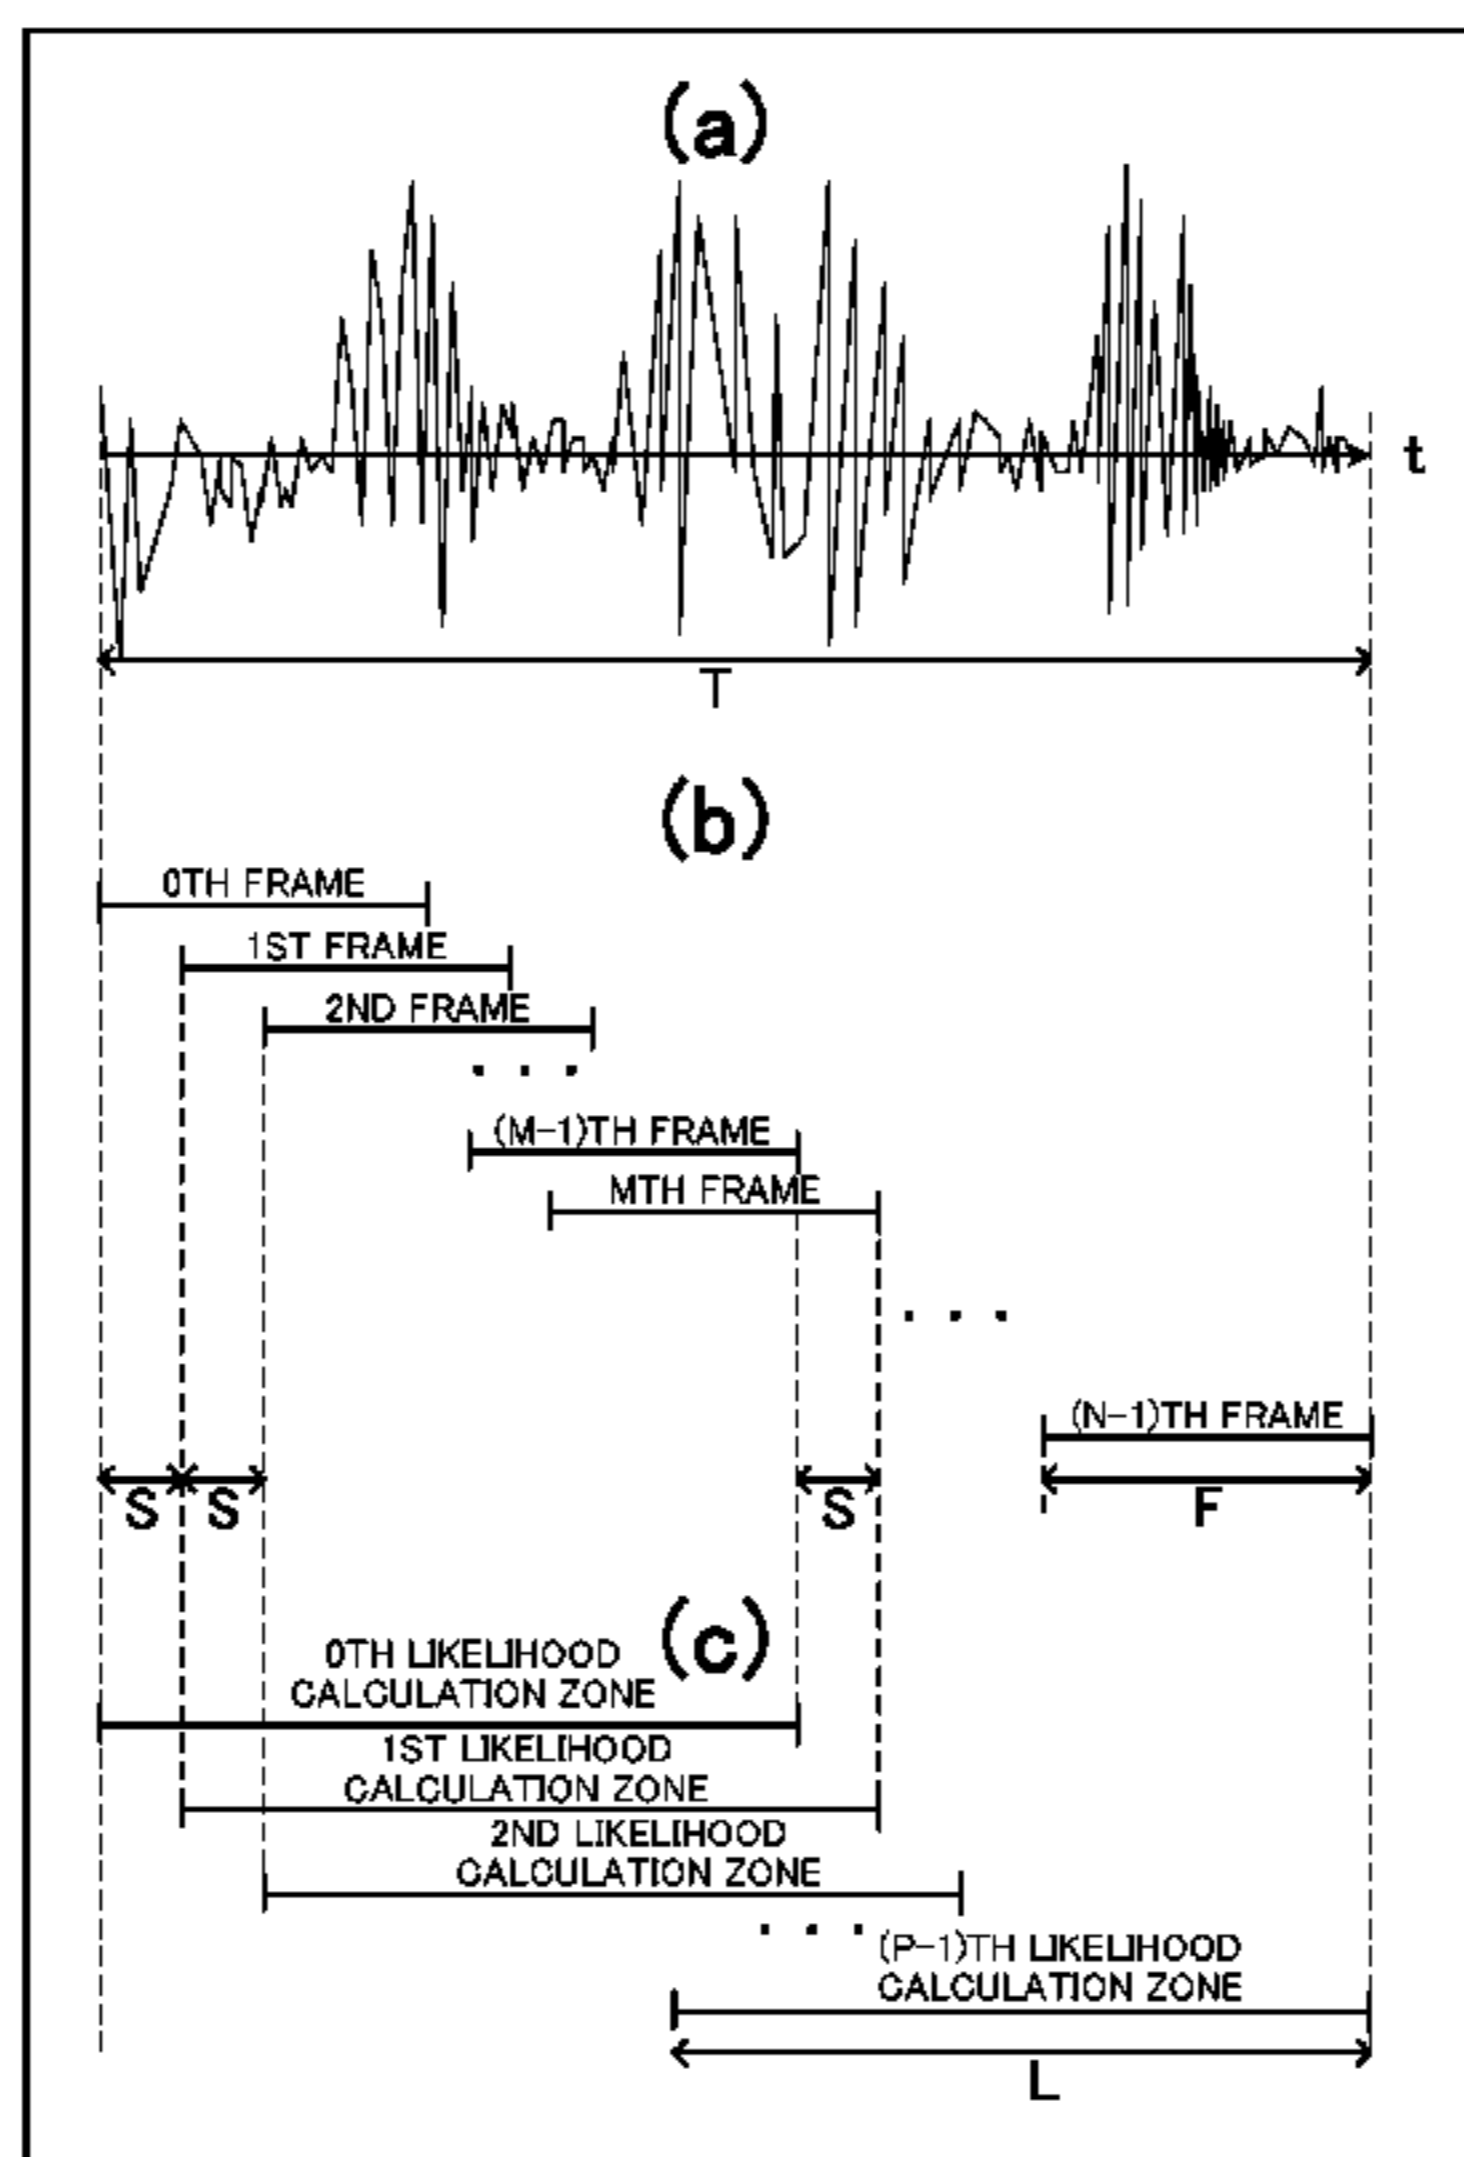 (a)
t
T
(b)
0TH FRAME
1ST FRAME
2ND FRAME
. . .
(M-1)TH FRAME
MTH FRAME
. . .
(N-1)TH FRAME
S S S F
(c)
0TH LIKELIHOOD
CALCULATION ZONE
1ST LIKELIHOOD
CALCULATION ZONE
2ND LIKELIHOOD
CALCULATION ZONE
. . .
(P-1)TH LIKELIHOOD
CALCULATION ZONE
L